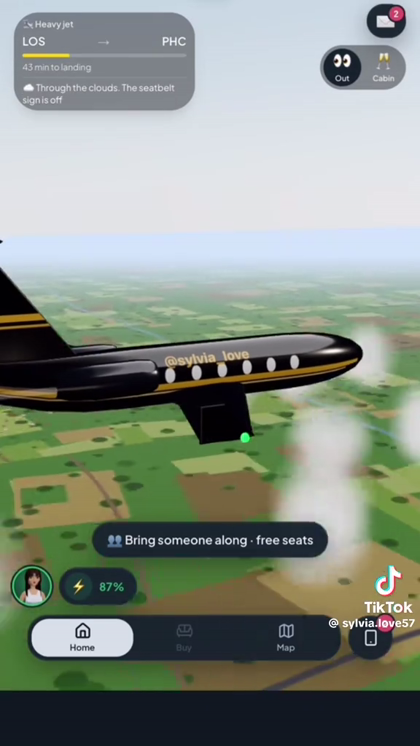 Heavy jet
LOS → PHC
43 min to landing
Through the clouds. The seatbelt
sign is off
2
Out
Cabin
@sylvia_love
Bring someone along · free seats
87%
Home
Buy
Map
TikTok
@ sylvia.love57